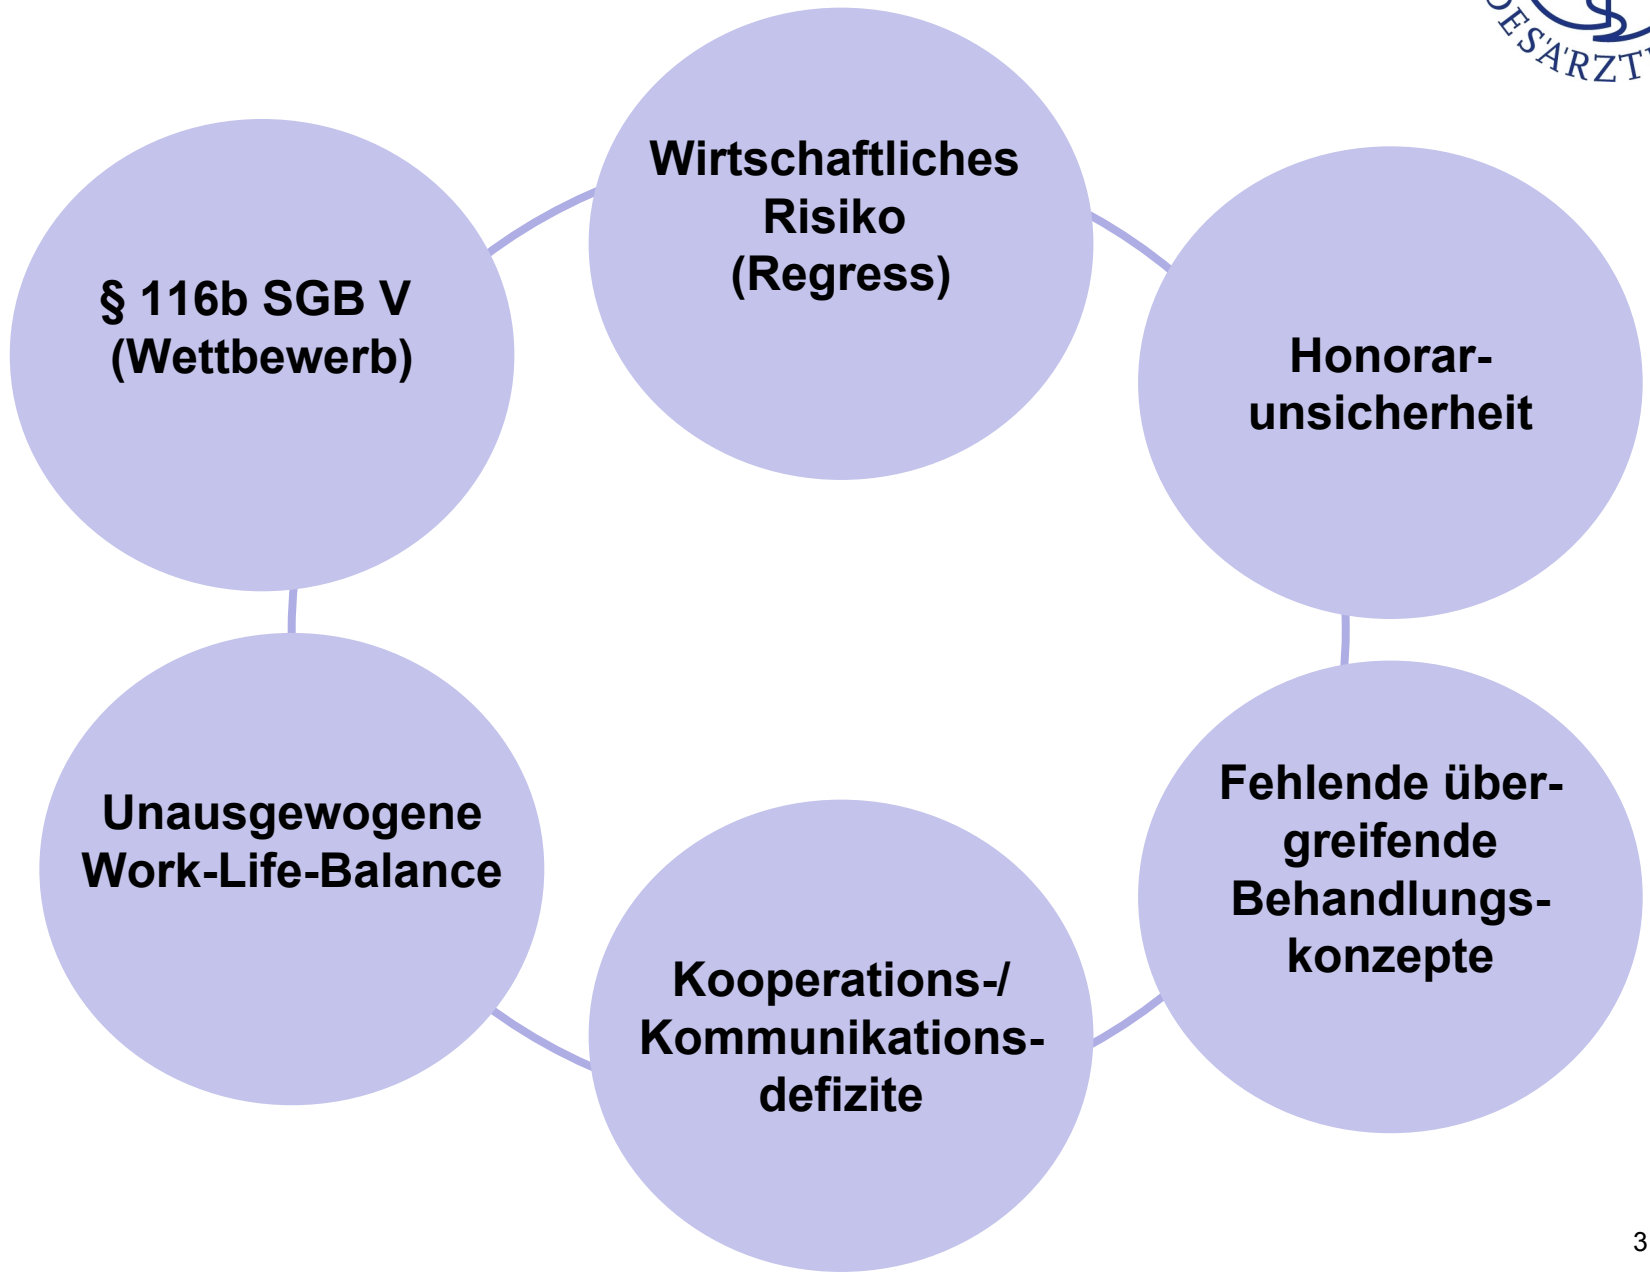 Wirtschaftliches
Risiko
(Regress)
§ 116b SGB V
(Wettbewerb)
Honorar-
unsicherheit
Unausgewogene
Work-Life-Balance
Fehlende über-
greifende
Behandlungs-
konzepte
Kooperations-/
Kommunikations-
defizite
3